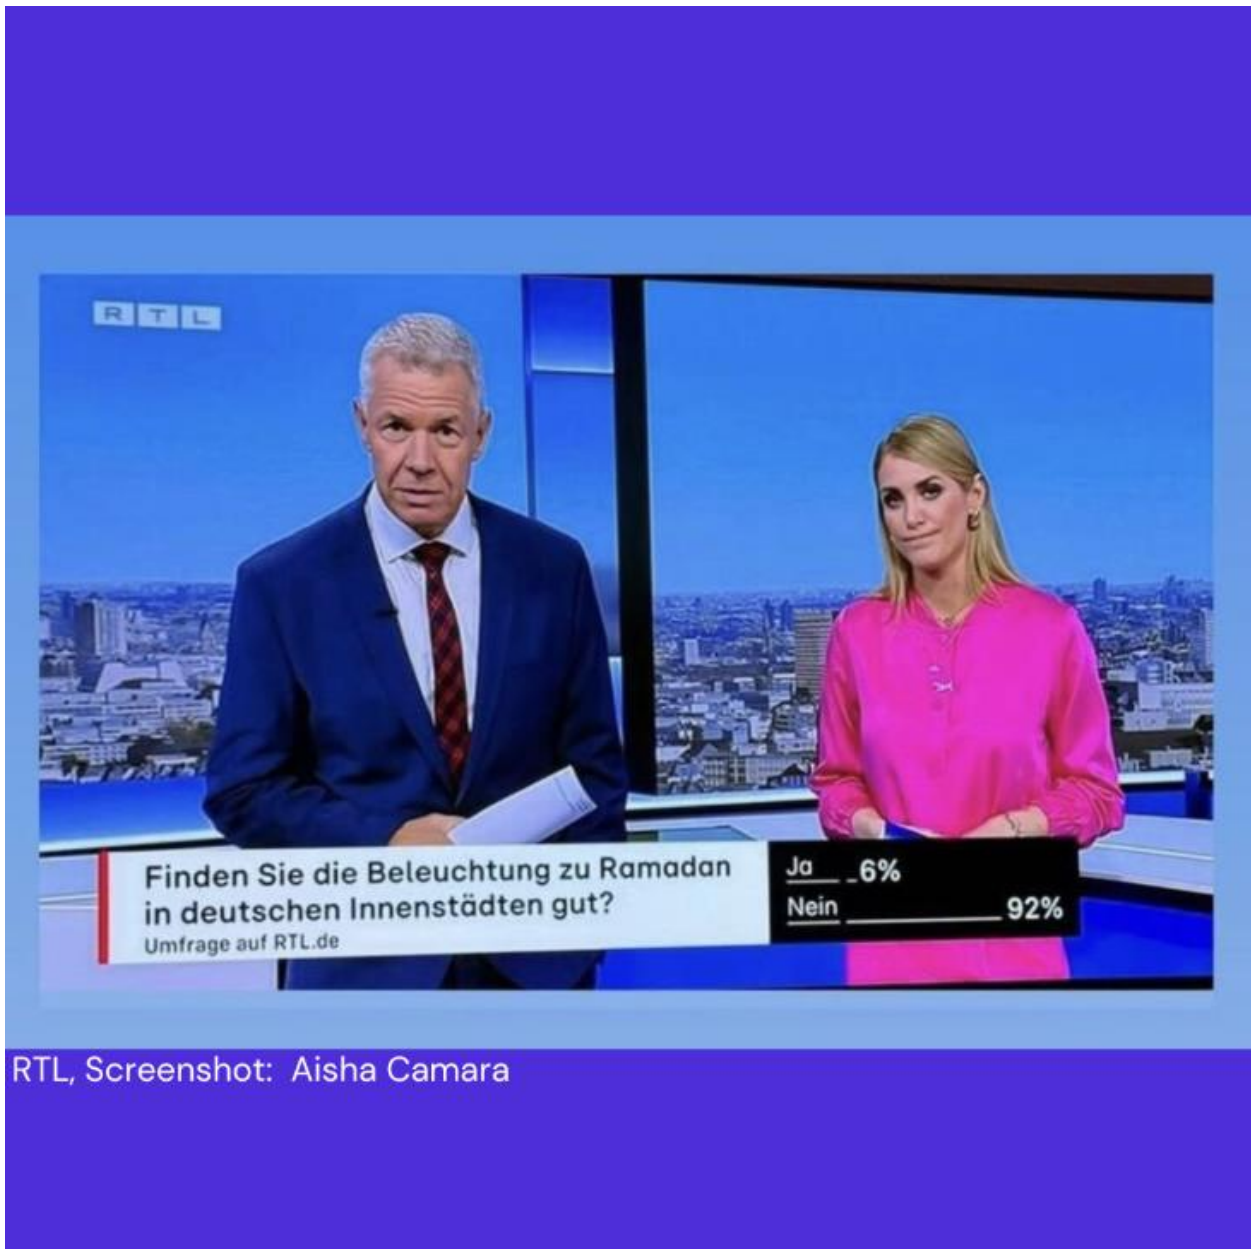 RTL
Finden Sie die Beleuchtung zu Ramadan
in deutschen Innenstädten gut?
Umfrage auf RTL.de
Ja 6%
Nein 92%
RTL, Screenshot: Aisha Camara